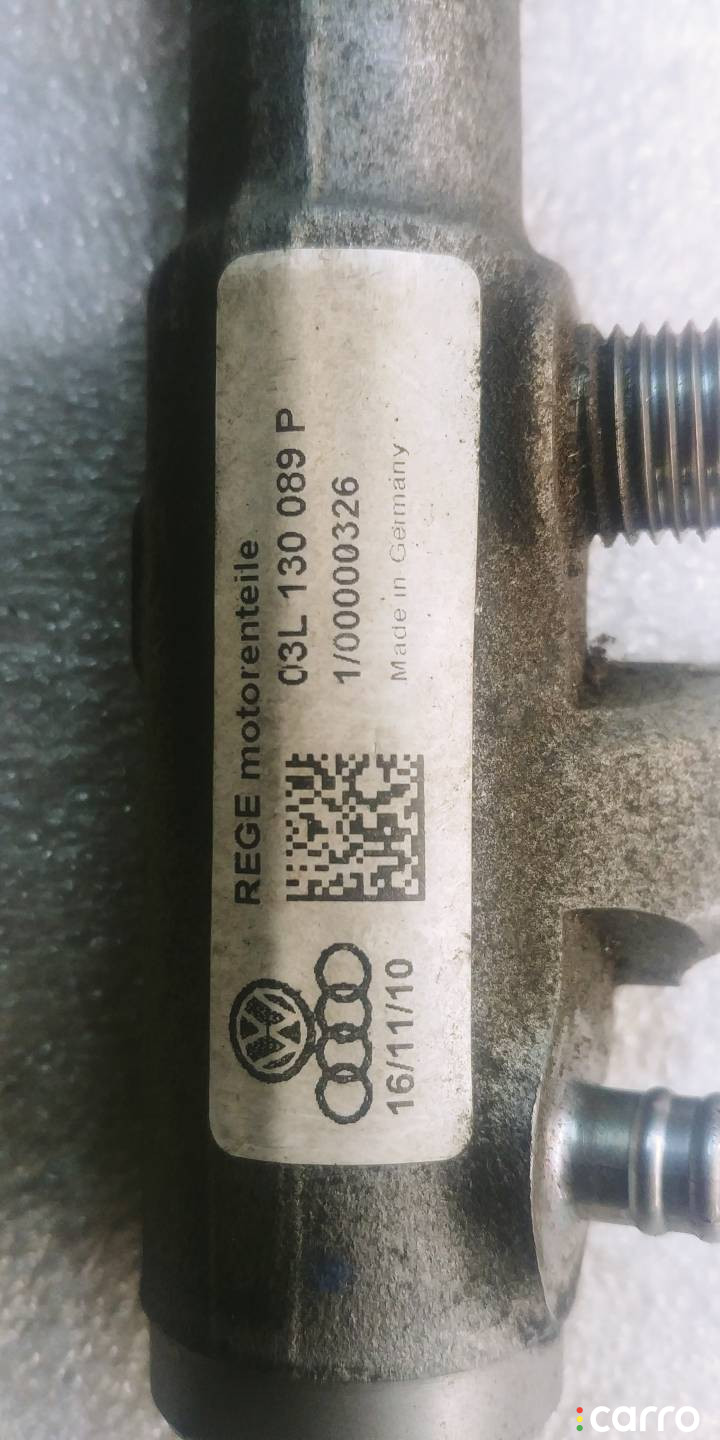 REGE motorenteile
03L 130 089 P
1/00000326
Made in Germany
16/11/10
carro